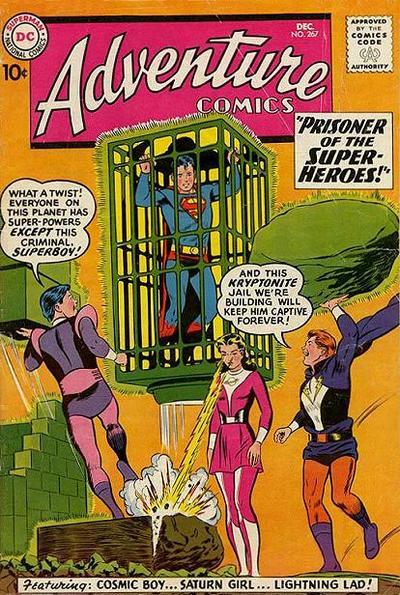 SUPERMAN
DC
NATIONAL COMICS
10¢
DEC.
NO. 267
APPROVED
BY THE
COMICS
CODE
CA
AUTHORITY
Adventure
COMICS
"PRISONER
OF THE
SUPER-
HEROES!"
WHAT A TWIST!
EVERYONE ON
THIS PLANET HAS
SUPER-POWERS
EXCEPT THIS
CRIMINAL,
SUPERBOY!
AND THIS
KRYPTONITE
JAIL WE'RE
BUILDING WILL
KEEP HIM CAPTIVE
FOREVER!
Featuring: COSMIC BOY... SATURN GIRL... LIGHTNING LAD!